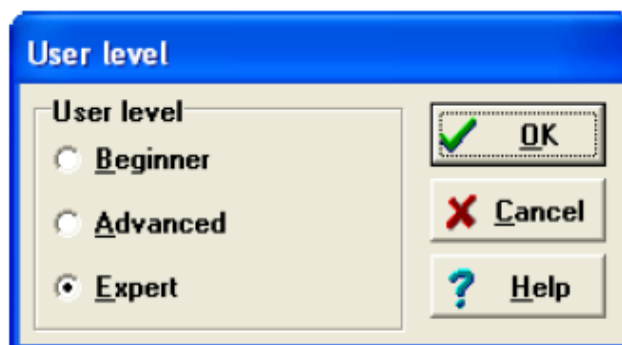 User level
User level
Beginner
Advanced
Expert
OK
Cancel
Help